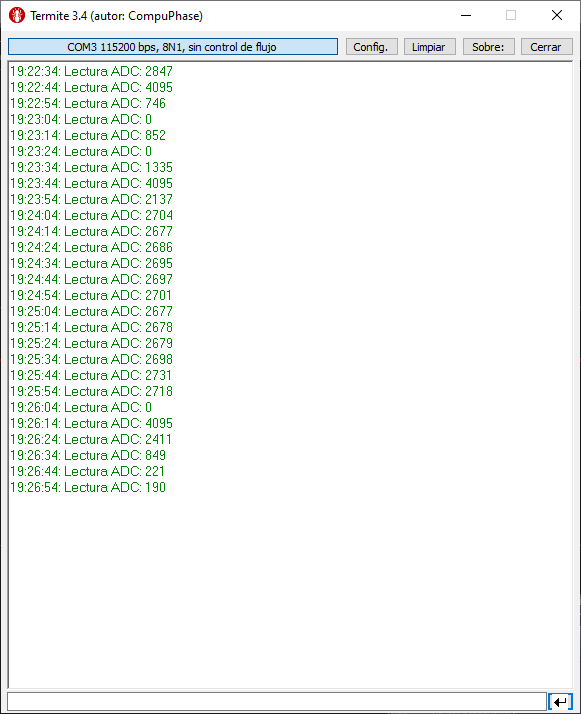 Termite 3.4 (autor: CompuPhase)
COM3 115200 bps, 8N1, sin control de flujo
Config.
Limpiar
Sobre:
Cerrar
19:22:34: Lectura ADC: 2847
19:22:44: Lectura ADC: 4095
19:22:54: Lectura ADC: 746
19:23:04: Lectura ADC: 0
19:23:14: Lectura ADC: 852
19:23:24: Lectura ADC: 0
19:23:34: Lectura ADC: 1335
19:23:44: Lectura ADC: 4095
19:23:54: Lectura ADC: 2137
19:24:04: Lectura ADC: 2704
19:24:14: Lectura ADC: 2677
19:24:24: Lectura ADC: 2686
19:24:34: Lectura ADC: 2695
19:24:44: Lectura ADC: 2697
19:24:54: Lectura ADC: 2701
19:25:04: Lectura ADC: 2677
19:25:14: Lectura ADC: 2678
19:25:24: Lectura ADC: 2679
19:25:34: Lectura ADC: 2698
19:25:44: Lectura ADC: 2731
19:25:54: Lectura ADC: 2718
19:26:04: Lectura ADC: 0
19:26:14: Lectura ADC: 4095
19:26:24: Lectura ADC: 2411
19:26:34: Lectura ADC: 849
19:26:44: Lectura ADC: 221
19:26:54: Lectura ADC: 190